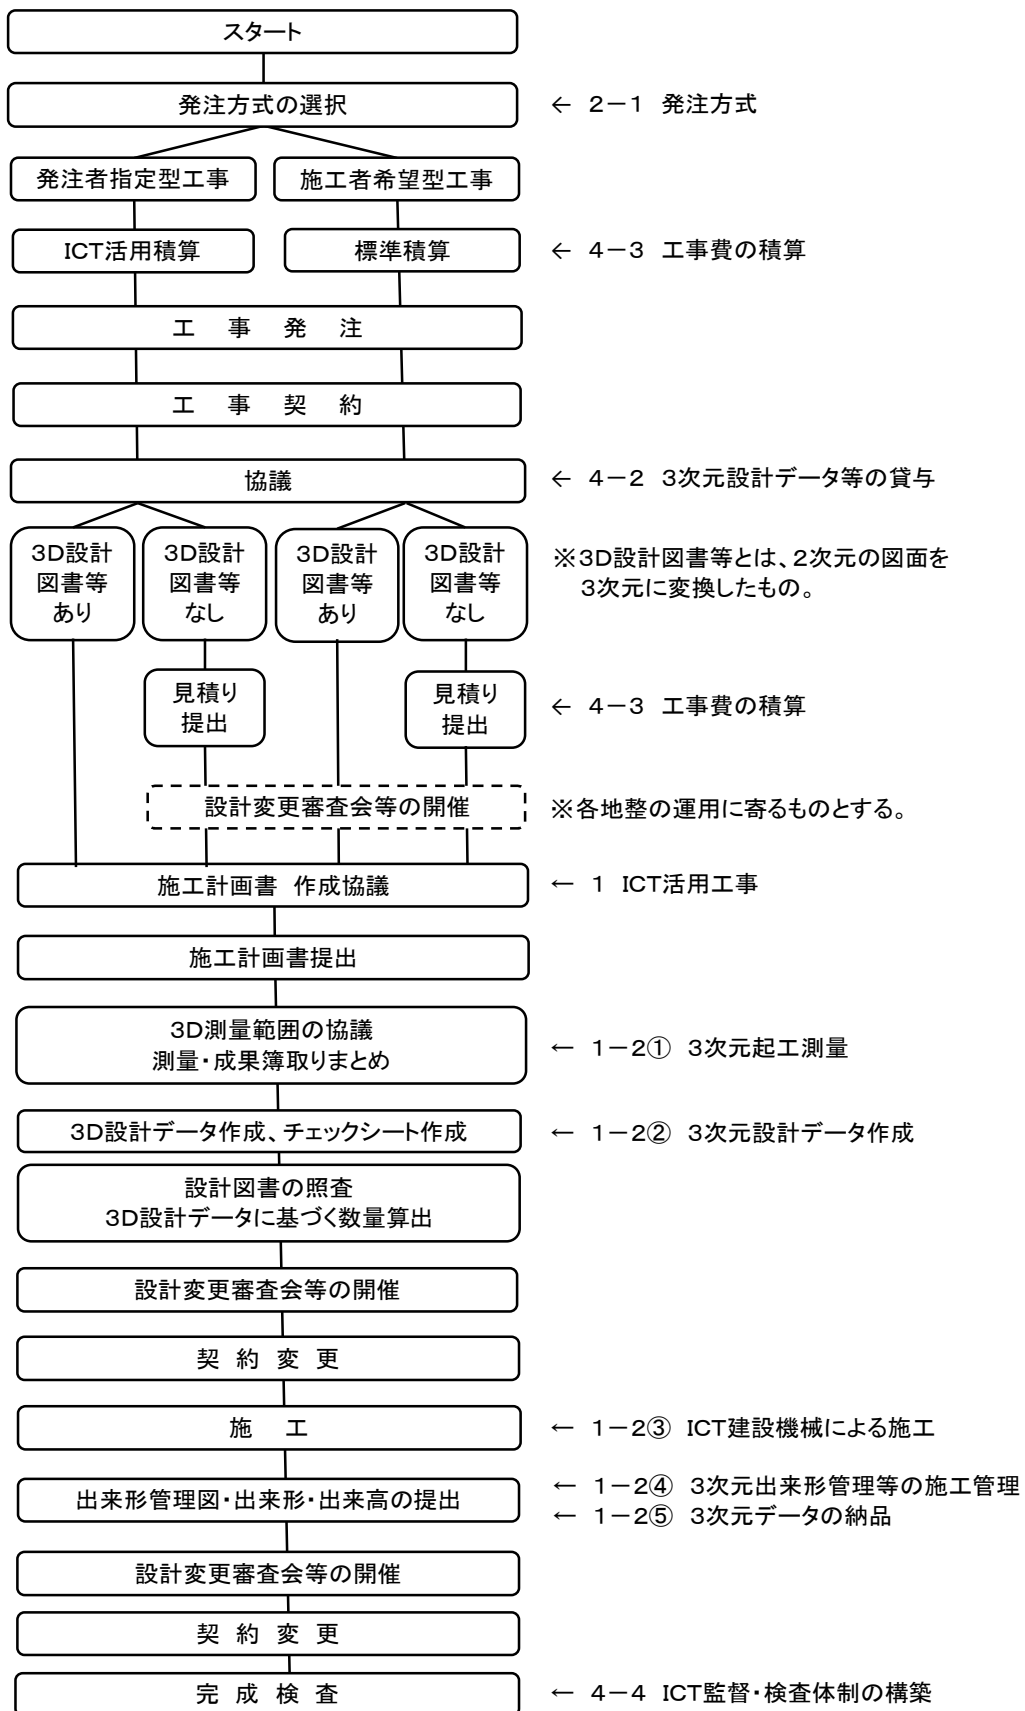 スタート
発注方式の選択
← 2-1 発注方式
発注者指定型工事
施工者希望型工事
ICT活用積算
標準積算
← 4-3 工事費の積算
工 事 発 注
工 事 契 約
協議
← 4-2 3次元設計データ等の貸与
3D設計
図書等
あり
3D設計
図書等
なし
3D設計
図書等
あり
3D設計
図書等
なし
※3D設計図書等とは、2次元の図面を
3次元に変換したもの。
見積り
提出
見積り
提出
← 4-3 工事費の積算
設計変更審査会等の開催
※各地整の運用に寄るものとする。
施工計画書 作成協議
← 1 ICT活用工事
施工計画書提出
3D測量範囲の協議
測量・成果簿取りまとめ
← 1-2① 3次元起工測量
3D設計データ作成、チェックシート作成
← 1-2② 3次元設計データ作成
設計図書の照査
3D設計データに基づく数量算出
設計変更審査会等の開催
契 約 変 更
施 工
← 1-2③ ICT建設機械による施工
出来形管理図・出来形・出来高の提出
← 1-2④ 3次元出来形管理等の施工管理
← 1-2⑤ 3次元データの納品
設計変更審査会等の開催
契 約 変 更
完 成 検 査
← 4-4 ICT監督・検査体制の構築